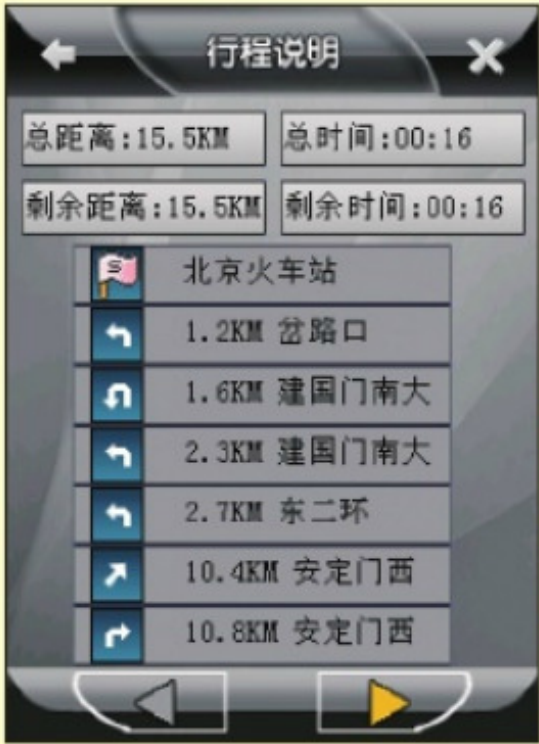 行程说明
总距离:15.5KM 总时间:00:16
剩余距离:15.5KM 剩余时间:00:16
S
北京火车站
1.2KM 岔路口
1.6KM 建国门南大
2.3KM 建国门南大
2.7KM 东二环
10.4KM 安定门西
10.8KM 安定门西